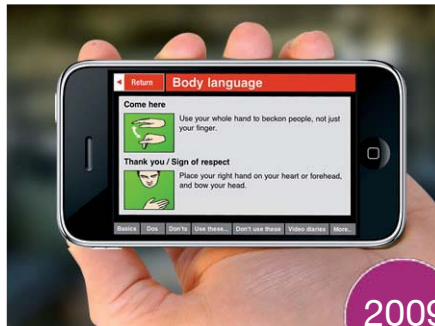 Return
Body language
Come here
Use your whole hand to beckon people, not just
your finger.
Thank you / Sign of respect
Place your right hand on your heart or forehead,
and bow your head.
Basics Dos Don'ts Use these... Don't use these Video diaries More..
2009